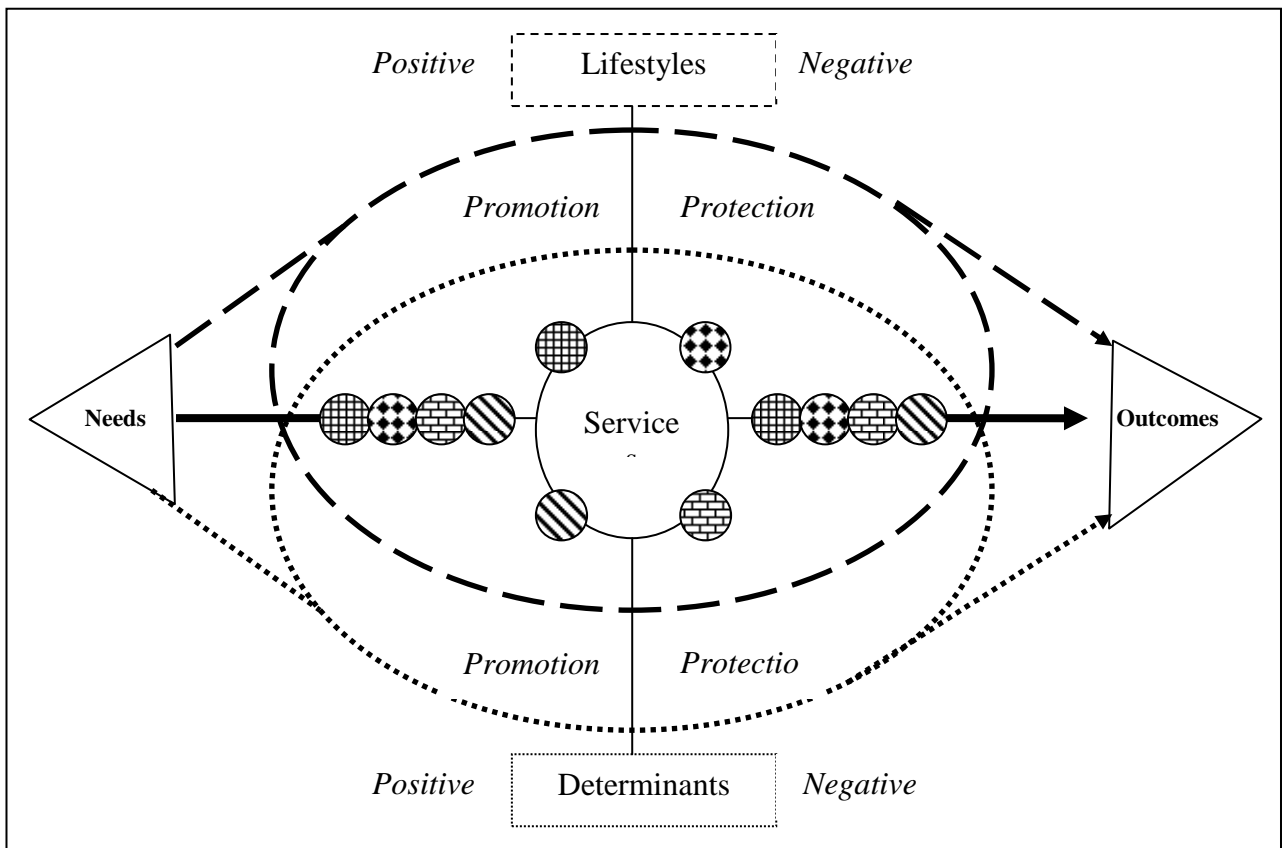 Positive Lifestyles Negative
Promotion Protection
Needs Service Outcomes
Promotion Protectio
Positive Determinants Negative